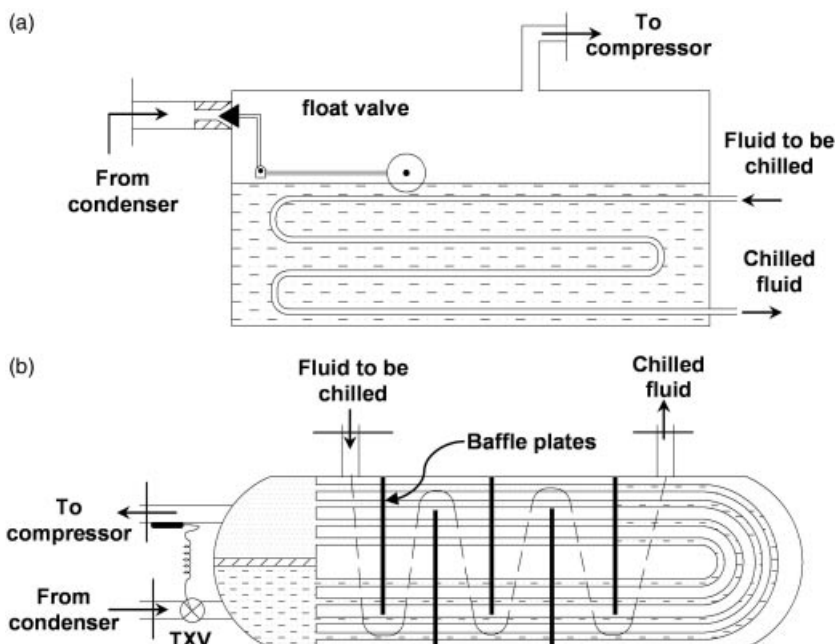 (a)
To
compressor
float valve
Fluid to be
chilled
From
condenser
Chilled
fluid
(b)
Fluid to be
chilled
Chilled
fluid
Baffle plates
To
compressor
From
condenser
TXV